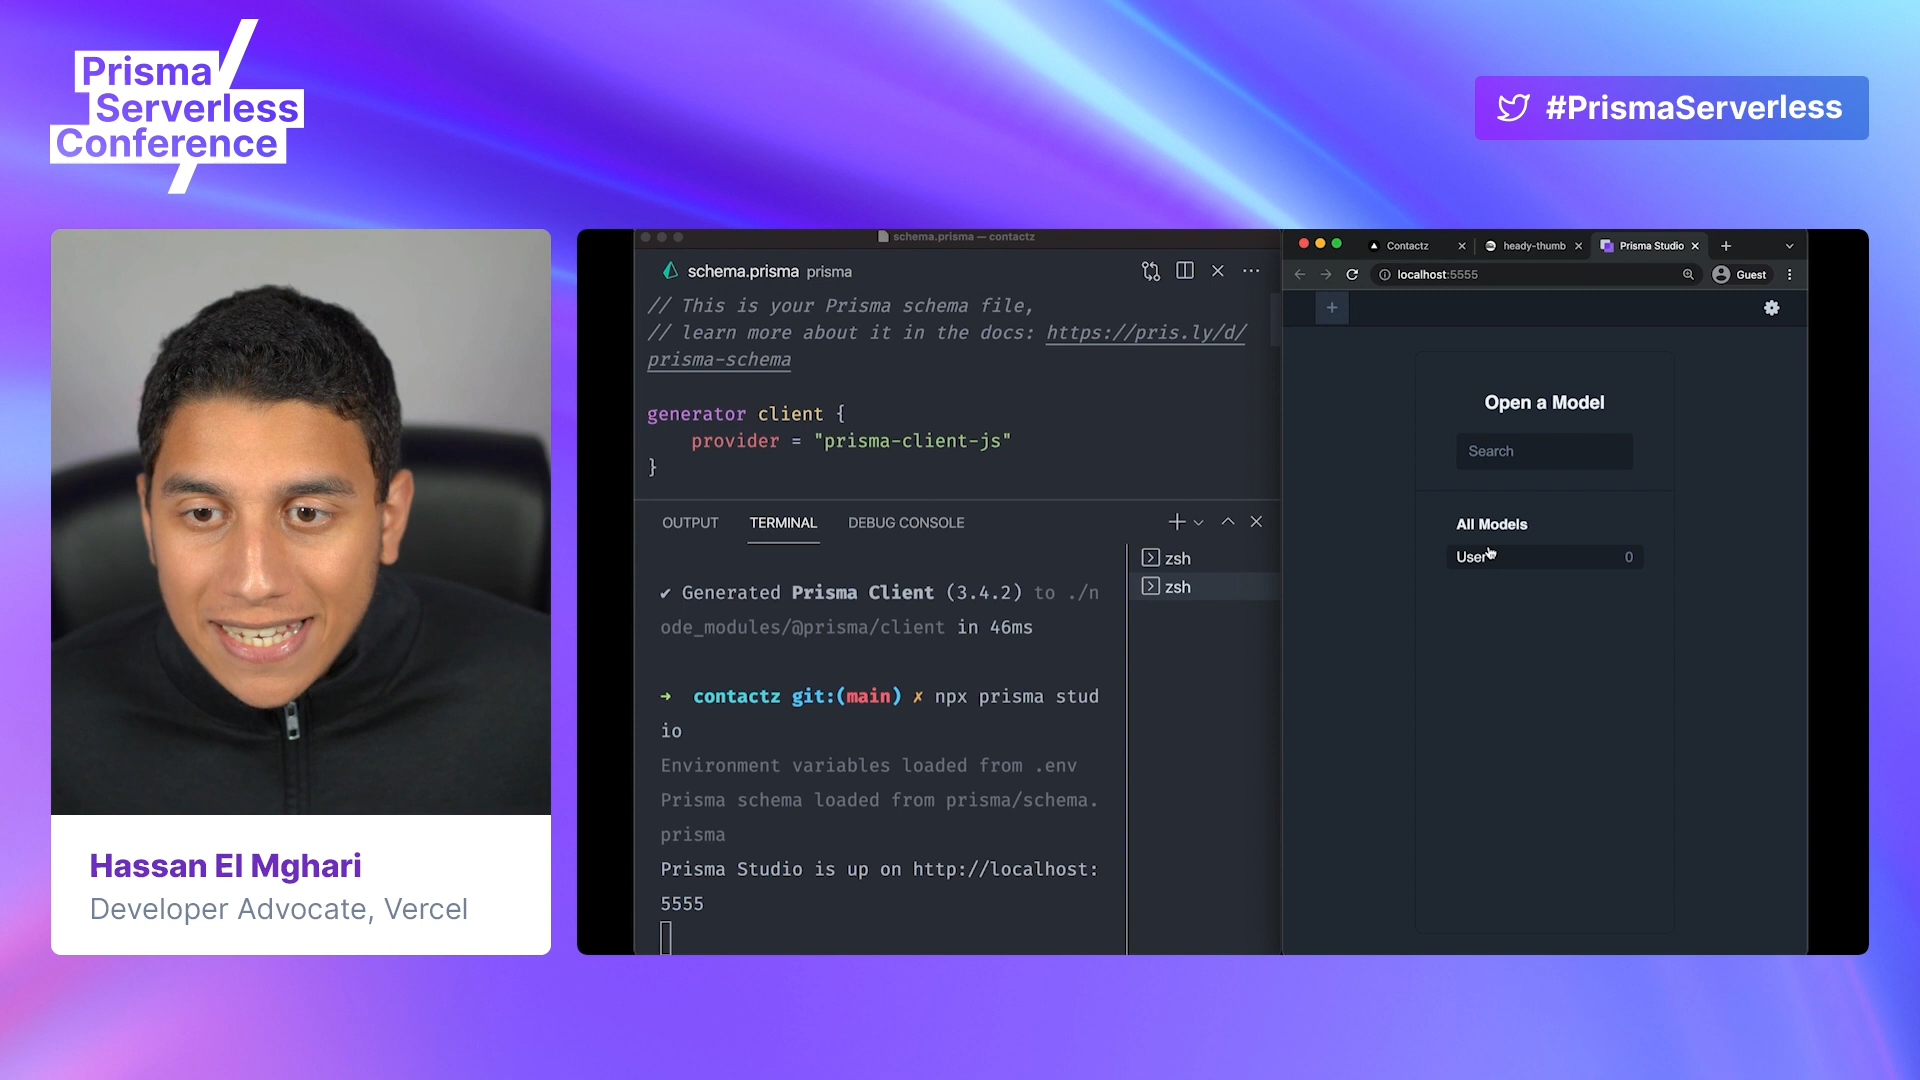 Prisma
Serverless
Conference
#PrismaServerless
Hassan El Mghari
Developer Advocate, Vercel
schema.prisma — contactz
schema.prisma prisma
// This is your Prisma schema file,
// learn more about it in the docs: https://pris.ly/d/
prisma-schema
generator client {
provider = "prisma-client-js"
}
OUTPUT TERMINAL DEBUG CONSOLE
zsh
zsh
✔ Generated Prisma Client (3.4.2) to ./n
ode_modules/@prisma/client in 46ms
➜ contactz git:(main) ✗ npx prisma stud
io
Environment variables loaded from .env
Prisma schema loaded from prisma/schema.
prisma
Prisma Studio is up on http://localhost:
5555
Contactz heady-thumb Prisma Studio
localhost:5555 Guest
Open a Model
Search
All Models
User 0